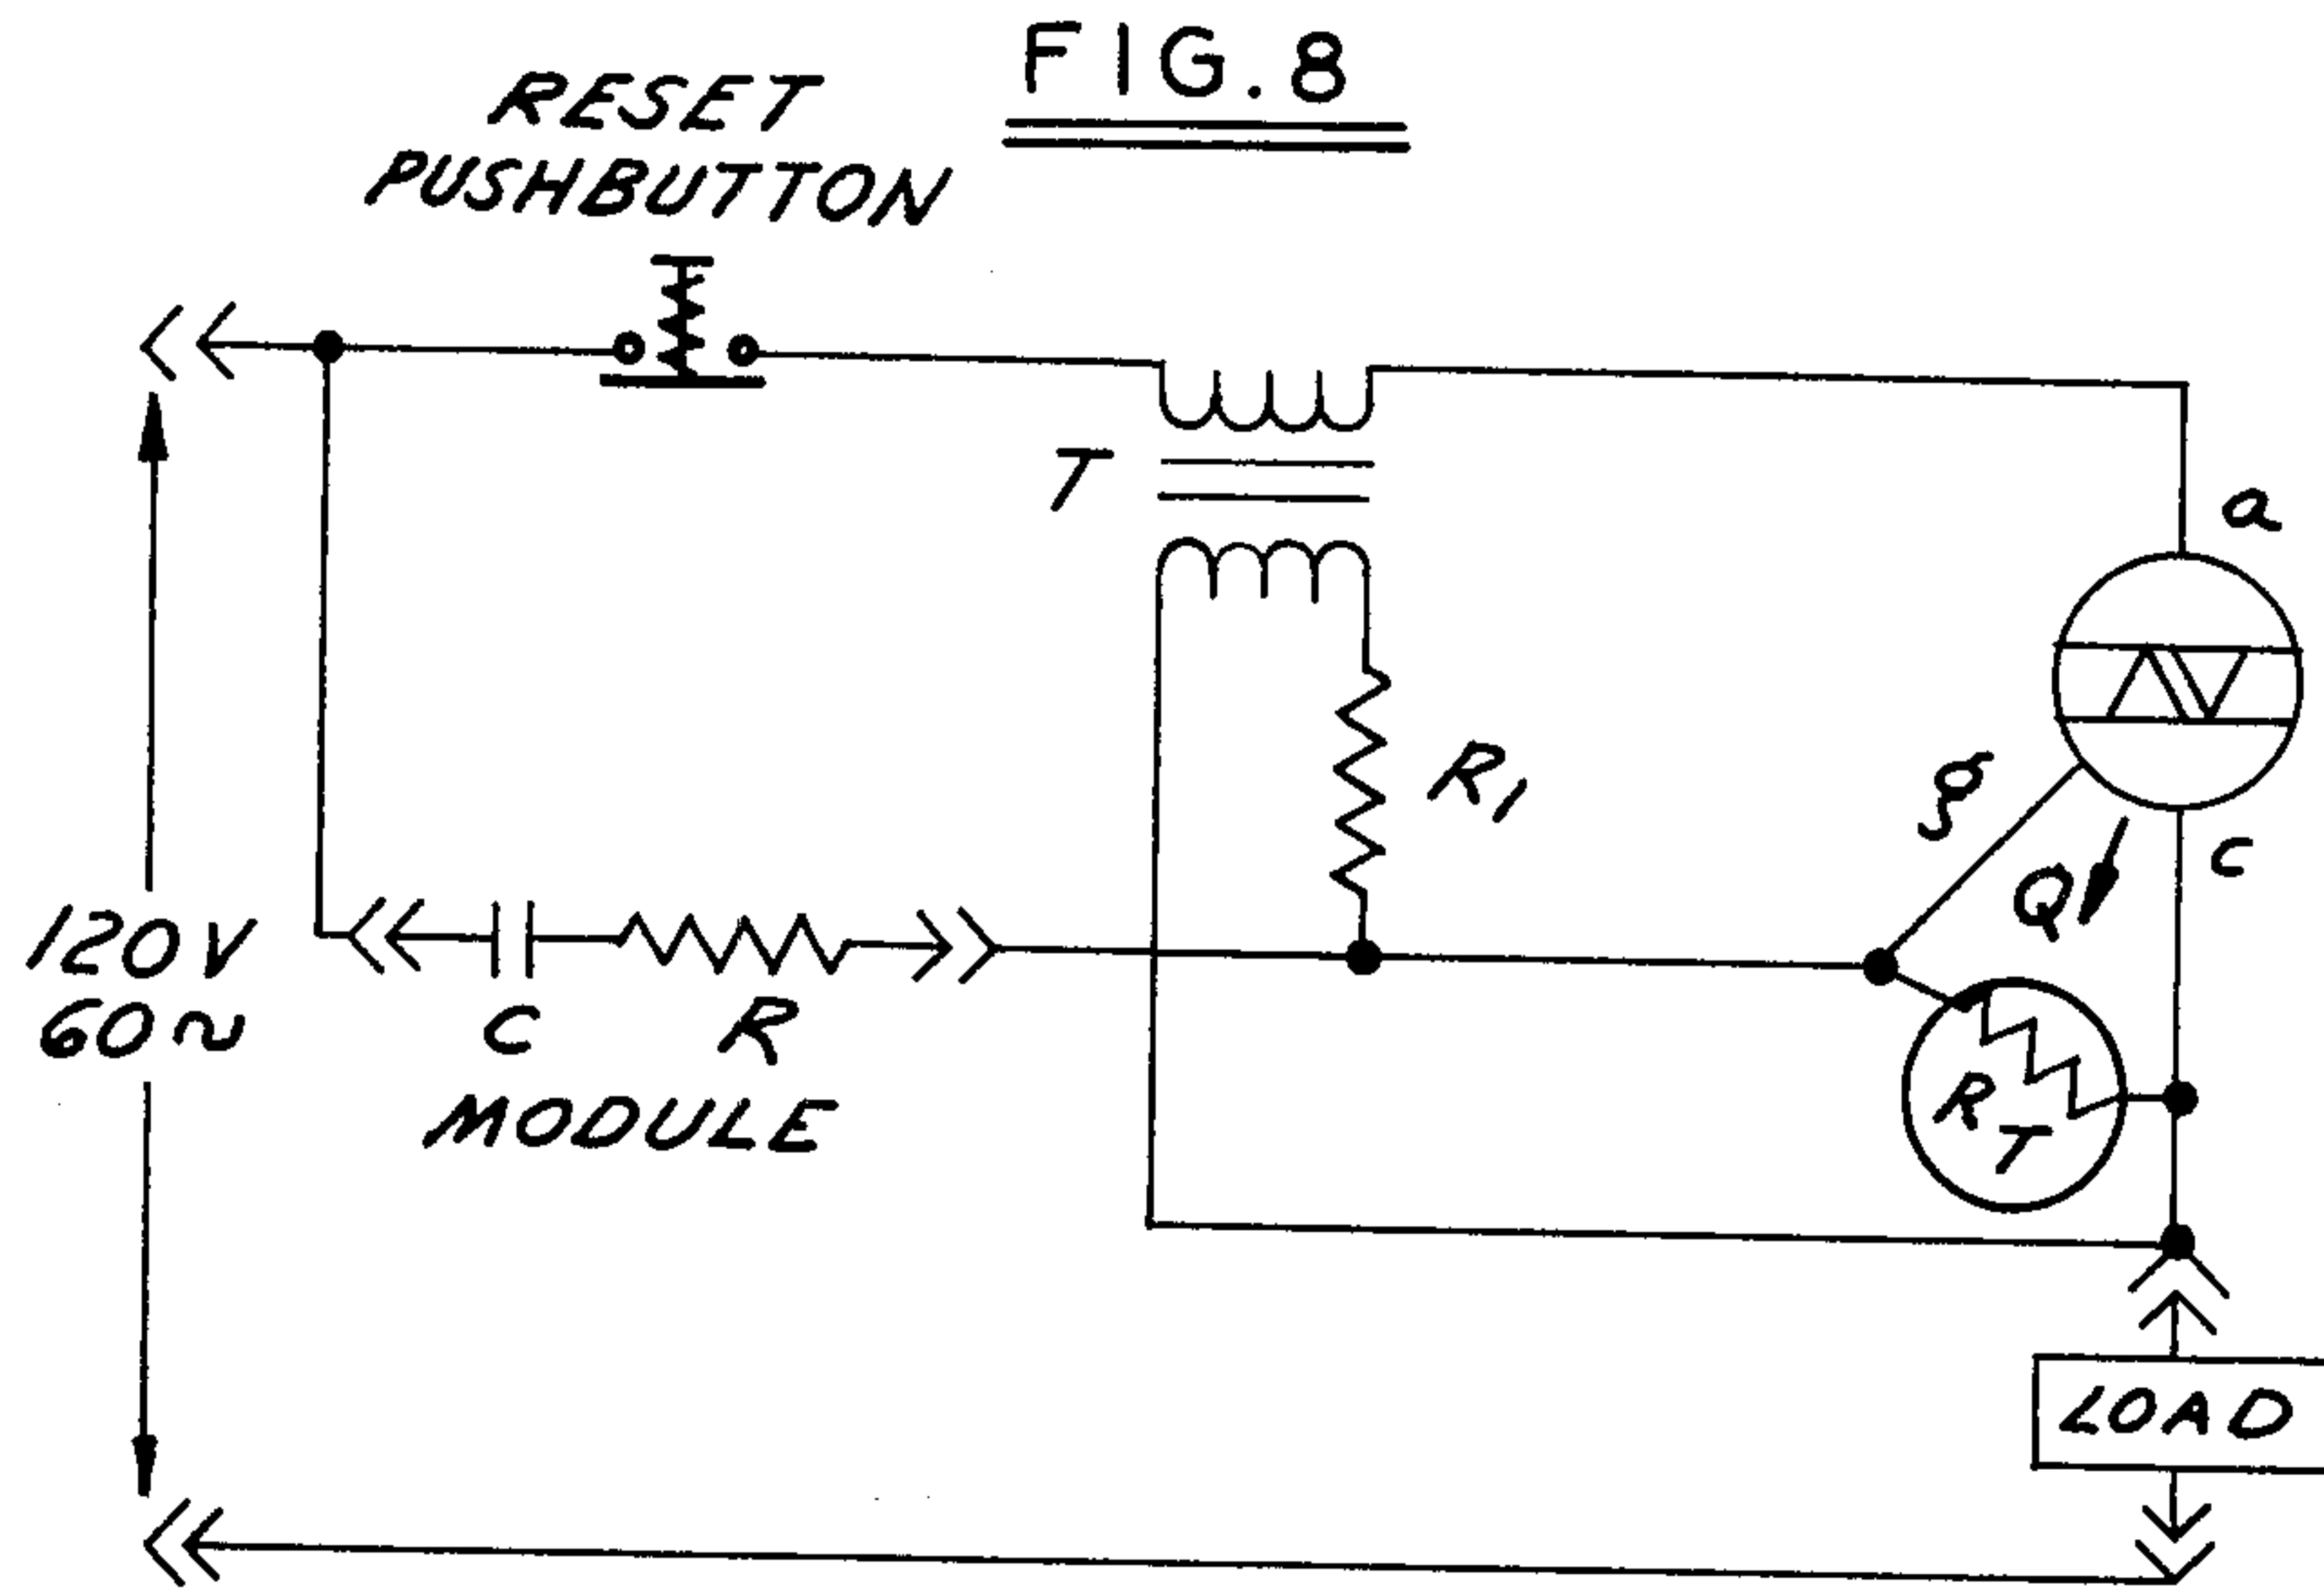 FIG. 8
RESET
PUSHBUTTON
T
a
R1
g
Q
c
120V
60~
C R
MODULE
RT
LOAD